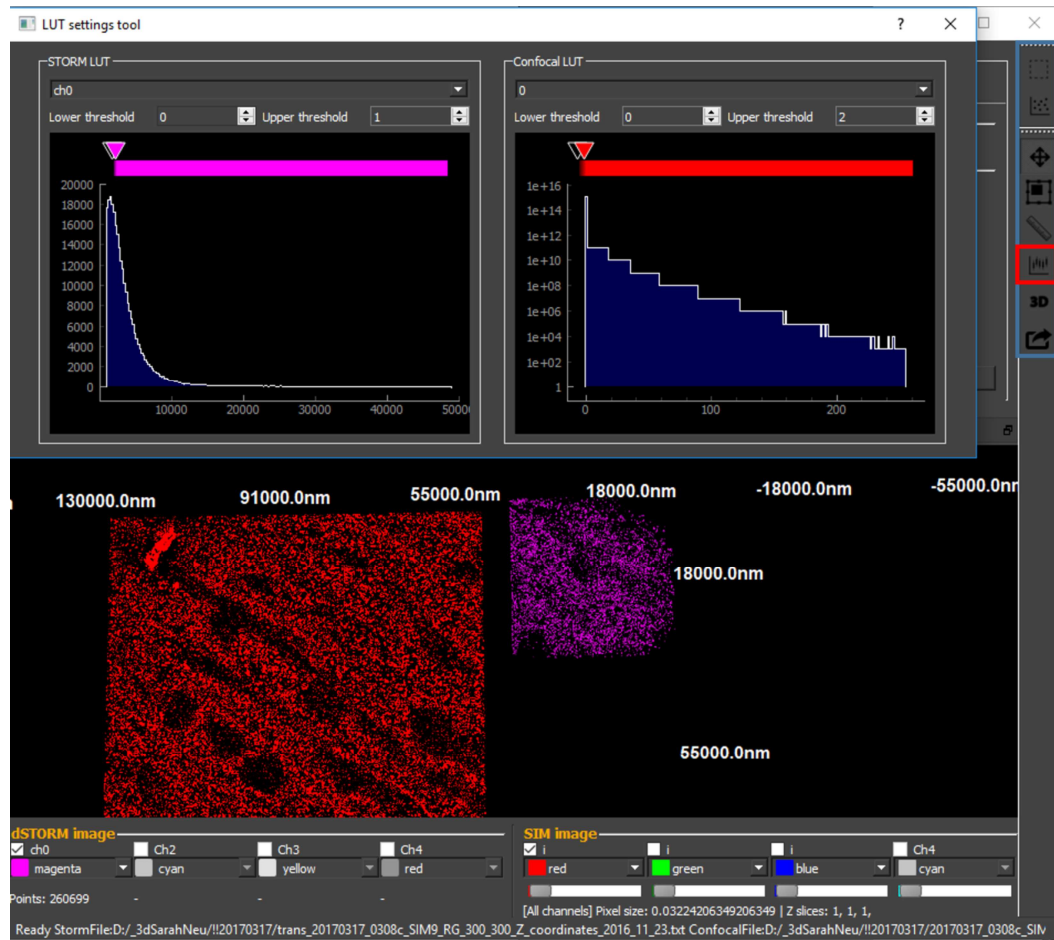 LUT settings tool
STORM LUT
Confocal LUT
ch0
0
Lower threshold 0 Upper threshold 1
Lower threshold 0 Upper threshold 2
20000
18000
16000
14000
12000
10000
8000
6000
4000
2000
0
10000 20000 30000 40000 5000
1e+16
1e+14
1e+12
1e+10
1e+08
1e+06
1e+04
1e+02
1
0 100 200
3D
130000.0nm 91000.0nm 55000.0nm 18000.0nm -18000.0nm -55000.0nr
18000.0nm
55000.0nm
dSTORM image
ch0 Ch2 Ch3 Ch4
magenta cyan yellow red
Points: 260699 - - -
SIM image
i i i Ch4
red green blue cyan
[All channels] Pixel size: 0.03224206349206349 | Z slices: 1, 1, 1,
Ready StormFile:D:/_3dSarahNeu/!!20170317/trans_20170317_0308c_SIM9_RG_300_300_Z_coordinates_2016_11_23.txt ConfocalFile:D:/_3dSarahNeu/!!20170317/20170317_0308c_SIM